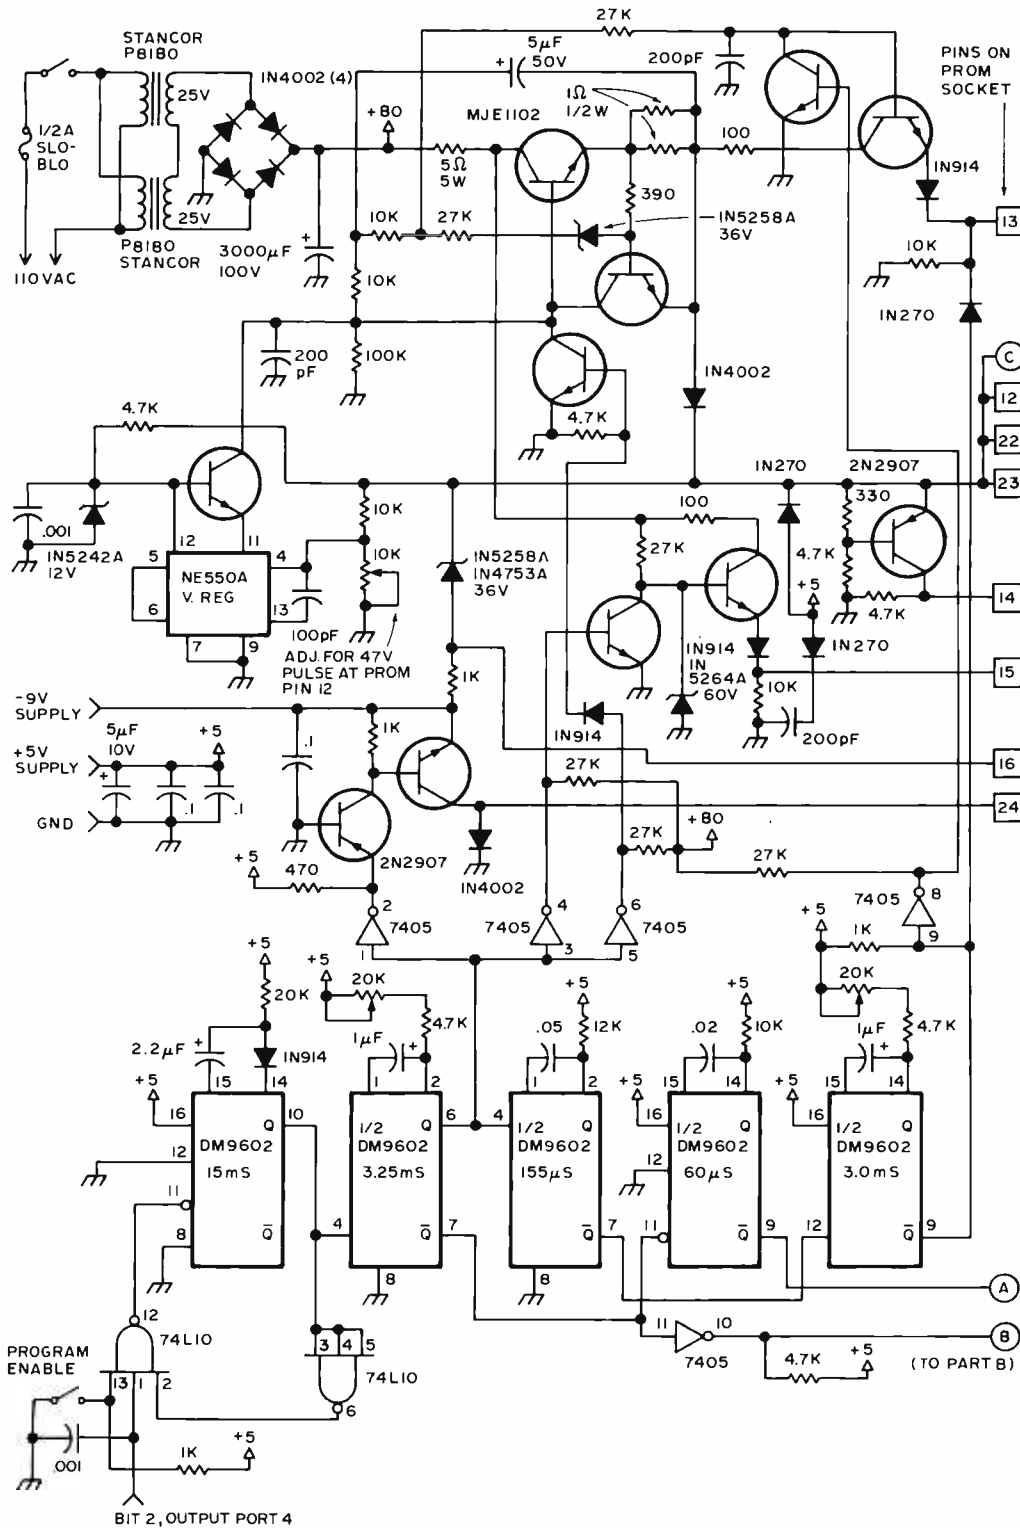 STANCOR
P8180
25V
IN4002 (4)
1/2A
SLO-
BLO
25V
P8180
STANCOR
110VAC
3000µF
100V
+80
5Ω
5W
MJE1102
5µF
50V
1Ω
1/2W
27K
200pF
100
PINS ON
PROM
SOCKET
IN914
13
10K
IN270
390
IN5258A
36V
10K
27K
10K
200
pF
100K
4.7K
IN4002
C
12
22
23
4.7K
.001
IN5242A
12V
12
11
5
6
4
13
7
9
NE550A
V. REG
100pF
10K
10K
ADJ. FOR 47V
PULSE AT PROM
PIN 12
IN5258A
IN4753A
36V
1K
100
27K
IN270
2N2907
330
4.7K
4.7K
+5
14
IN914
IN
5264A
60V
10K
IN270
200pF
15
IN914
16
24
-9V
SUPPLY
+5V
SUPPLY
GND
5µF
10V
+5
.1
.1
.1
1K
2N2907
IN4002
27K
27K
+80
27K
+5
470
2
7405
1
4
7405
3
6
7405
5
7405
8
9
+5
1K
20K
4.7K
1µF
+5
20K
2.2µF
IN914
+5
20K
4.7K
1µF
+5
.05
12K
+5
.02
10K
+5
15
14
16
12
11
8
10
Q
DM9602
15mS
Q
1
2
1/2
DM9602
3.25mS
Q
Q
4
6
7
8
1
2
4
1/2
DM9602
155µS
Q
Q
7
8
+5
15
14
16
12
11
1/2
DM9602
60µS
Q
Q
9
+5
15
14
16
12
1/2
DM9602
3.0mS
Q
Q
9
A
12
74L10
13
1
2
PROGRAM
ENABLE
.001
1K
+5
3
4
5
74L10
6
11
10
7405
4.7K
+5
B
(TO PART B)
BIT 2, OUTPUT PORT 4